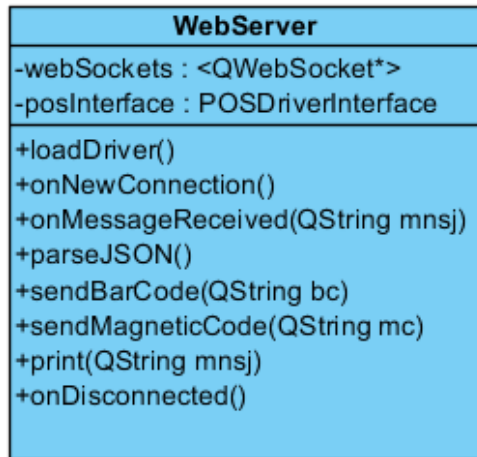 WebServer
-webSockets : <QWebSocket*>
-posInterface : POSDriverInterface
+loadDriver()
+onNewConnection()
+onMessageReceived(QString mnsj)
+parseJSON()
+sendBarCode(QString bc)
+sendMagneticCode(QString mc)
+print(QString mnsj)
+onDisconnected()